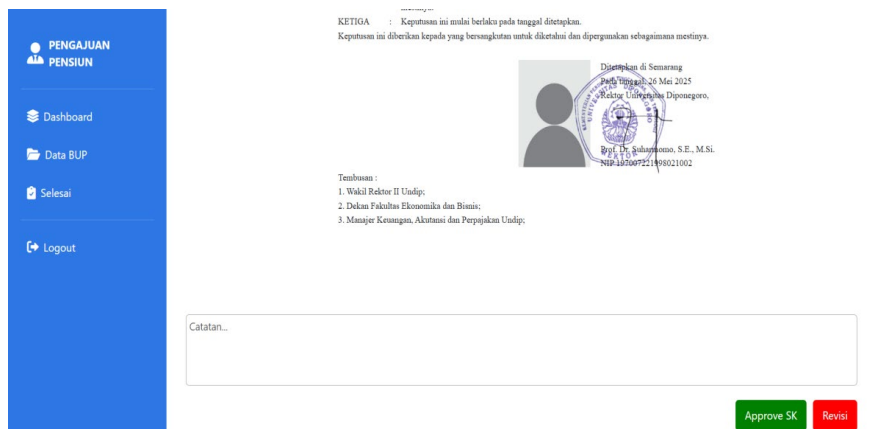 PENGAJUAN
PENSIUN
Dashboard
Data BUP
Selesai
Logout
KETIGA : Keputusan ini mulai berlaku pada tanggal ditetapkan.
Keputusan ini diberikan kepada yang bersangkutan untuk diketahui dan dipergunakan sebagaimana mestinya.
Ditetapkan di Semarang
Pada tanggal, 26 Mei 2025
Rektor Universitas Diponegoro,
Prof. Dr. Suharnomo, S.E., M.Si.
NIP 197007221998021002
Tembusan :
1. Wakil Rektor II Undip;
2. Dekan Fakultas Ekonomika dan Bisnis;
3. Manajer Keuangan, Akutansi dan Perpajakan Undip;
Catatan...
Approve SK
Revisi